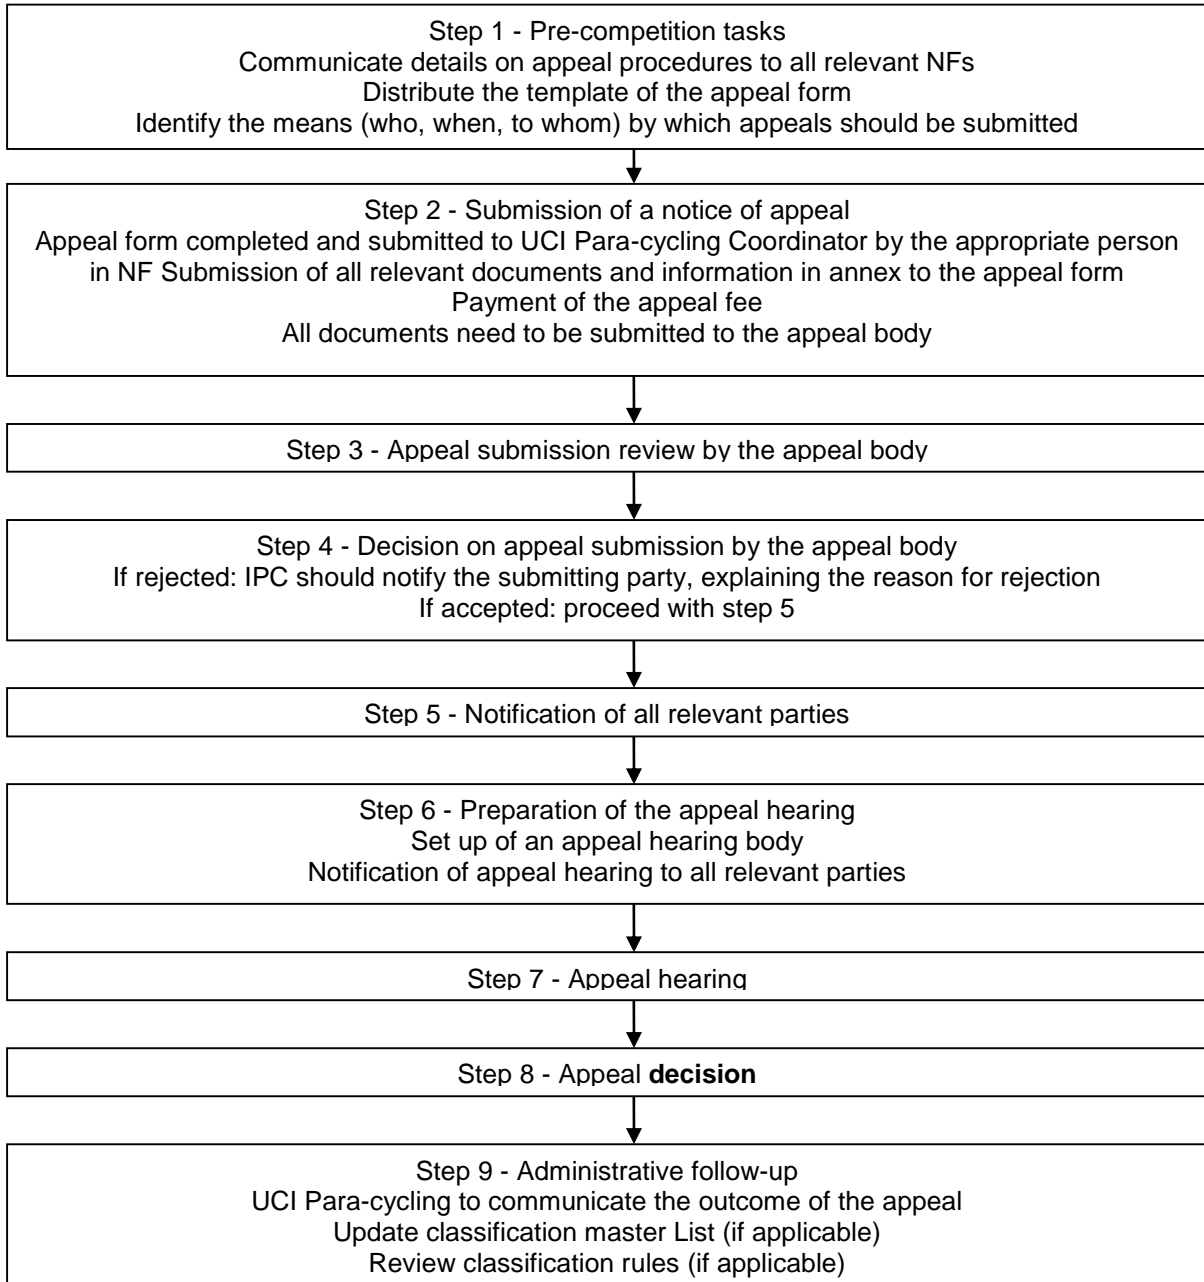 Step 1 - Pre-competition tasks
Communicate details on appeal procedures to all relevant NFs
Distribute the template of the appeal form
Identify the means (who, when, to whom) by which appeals should be submitted
Step 2 - Submission of a notice of appeal
Appeal form completed and submitted to UCI Para-cycling Coordinator by the appropriate person
in NF Submission of all relevant documents and information in annex to the appeal form
Payment of the appeal fee
All documents need to be submitted to the appeal body
Step 3 - Appeal submission review by the appeal body
Step 4 - Decision on appeal submission by the appeal body
If rejected: IPC should notify the submitting party, explaining the reason for rejection
If accepted: proceed with step 5
Step 5 - Notification of all relevant parties
Step 6 - Preparation of the appeal hearing
Set up of an appeal hearing body
Notification of appeal hearing to all relevant parties
Step 7 - Appeal hearing
Step 8 - Appeal decision
Step 9 - Administrative follow-up
UCI Para-cycling to communicate the outcome of the appeal
Update classification master List (if applicable)
Review classification rules (if applicable)